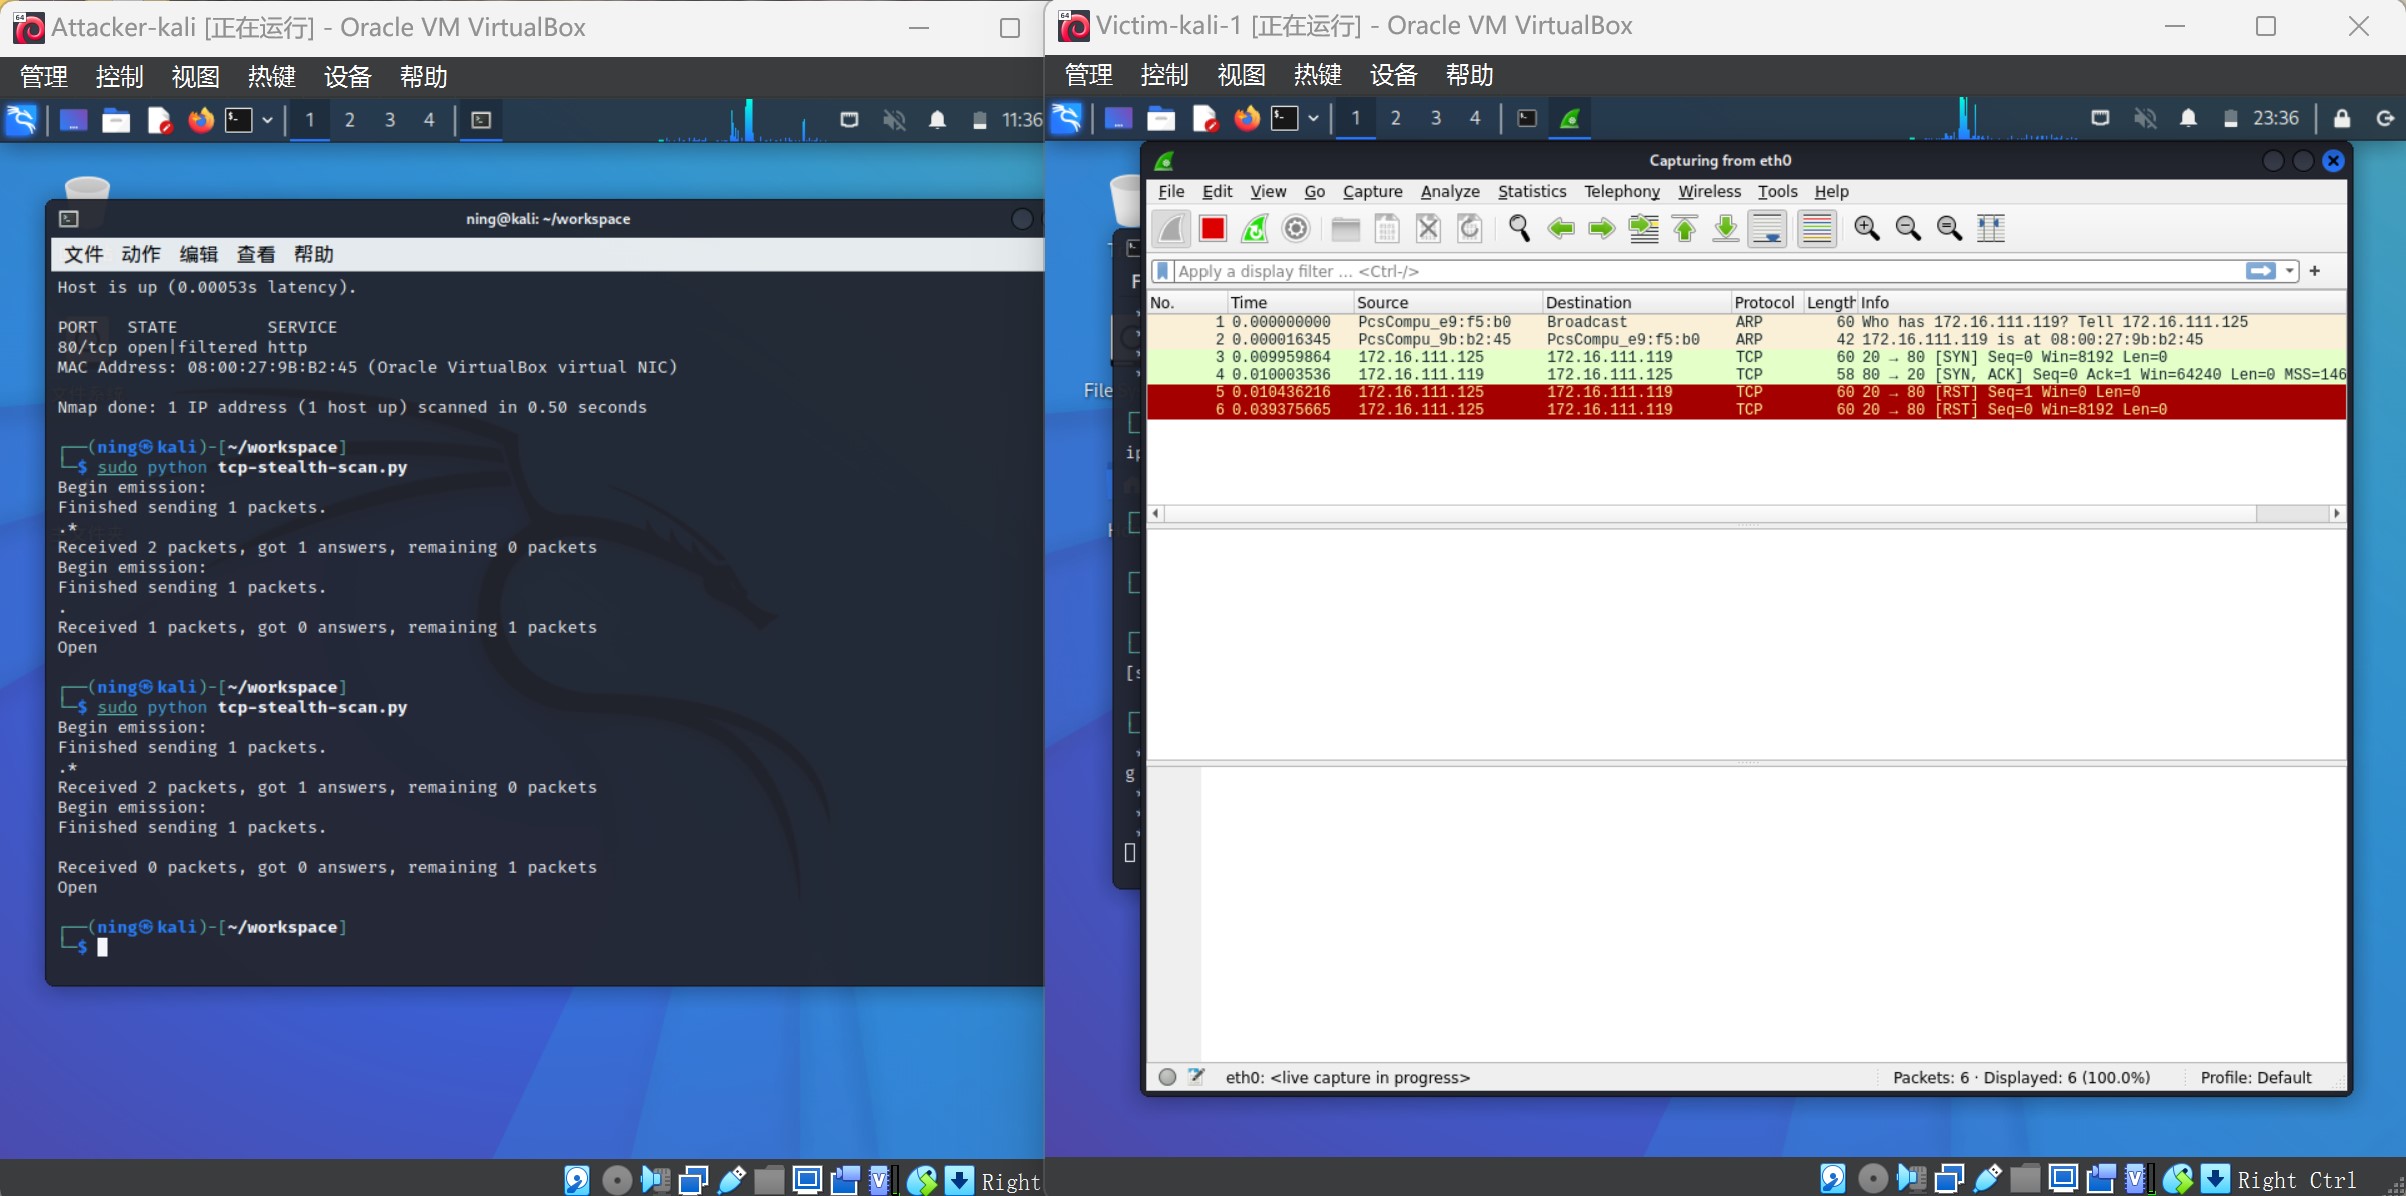 Attacker-kali [正在运行] - Oracle VM VirtualBox
管理 控制 视图 热键 设备 帮助
1 2 3 4 11:36
ning@kali: ~/workspace
文件 动作 编辑 查看 帮助
Host is up (0.00053s latency).
PORT STATE SERVICE
80/tcp open|filtered http
MAC Address: 08:00:27:9B:B2:45 (Oracle VirtualBox virtual NIC)
Nmap done: 1 IP address (1 host up) scanned in 0.50 seconds
┌──(ning㉿kali)-[~/workspace]
└─$ sudo python tcp-stealth-scan.py
Begin emission:
Finished sending 1 packets.
.*
Received 2 packets, got 1 answers, remaining 0 packets
Begin emission:
Finished sending 1 packets.
.
Received 1 packets, got 0 answers, remaining 1 packets
Open
┌──(ning㉿kali)-[~/workspace]
└─$ sudo python tcp-stealth-scan.py
Begin emission:
Finished sending 1 packets.
.*
Received 2 packets, got 1 answers, remaining 0 packets
Begin emission:
Finished sending 1 packets.
Received 0 packets, got 0 answers, remaining 1 packets
Open
┌──(ning㉿kali)-[~/workspace]
└─$
Right
Victim-kali-1 [正在运行] - Oracle VM VirtualBox
管理 控制 视图 热键 设备 帮助
1 2 3 4 23:36
Capturing from eth0
File Edit View Go Capture Analyze Statistics Telephony Wireless Tools Help
Apply a display filter … <Ctrl-/>
No. Time Source Destination Protocol Length Info
1 0.000000000 PcsCompu_e9:f5:b0 Broadcast ARP 60 Who has 172.16.111.119? Tell 172.16.111.125
2 0.000016345 PcsCompu_9b:b2:45 PcsCompu_e9:f5:b0 ARP 42 172.16.111.119 is at 08:00:27:9b:b2:45
3 0.009959864 172.16.111.125 172.16.111.119 TCP 60 20 → 80 [SYN] Seq=0 Win=8192 Len=0
4 0.010003536 172.16.111.119 172.16.111.125 TCP 58 80 → 20 [SYN, ACK] Seq=0 Ack=1 Win=64240 Len=0 MSS=146
5 0.010436216 172.16.111.125 172.16.111.119 TCP 60 20 → 80 [RST] Seq=1 Win=0 Len=0
6 0.039375665 172.16.111.125 172.16.111.119 TCP 60 20 → 80 [RST] Seq=0 Win=8192 Len=0
File
ip
[s
g
eth0: <live capture in progress>
Packets: 6 · Displayed: 6 (100.0%)
Profile: Default
Right Ctrl